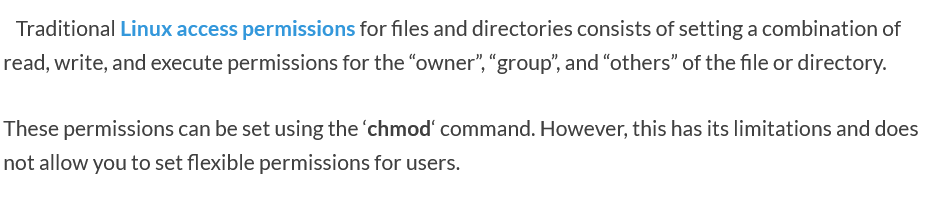 Traditional Linux access permissions for files and directories consists of setting a combination of
read, write, and execute permissions for the “owner”, “group”, and “others” of the file or directory.
These permissions can be set using the ‘chmod‘ command. However, this has its limitations and does
not allow you to set flexible permissions for users.